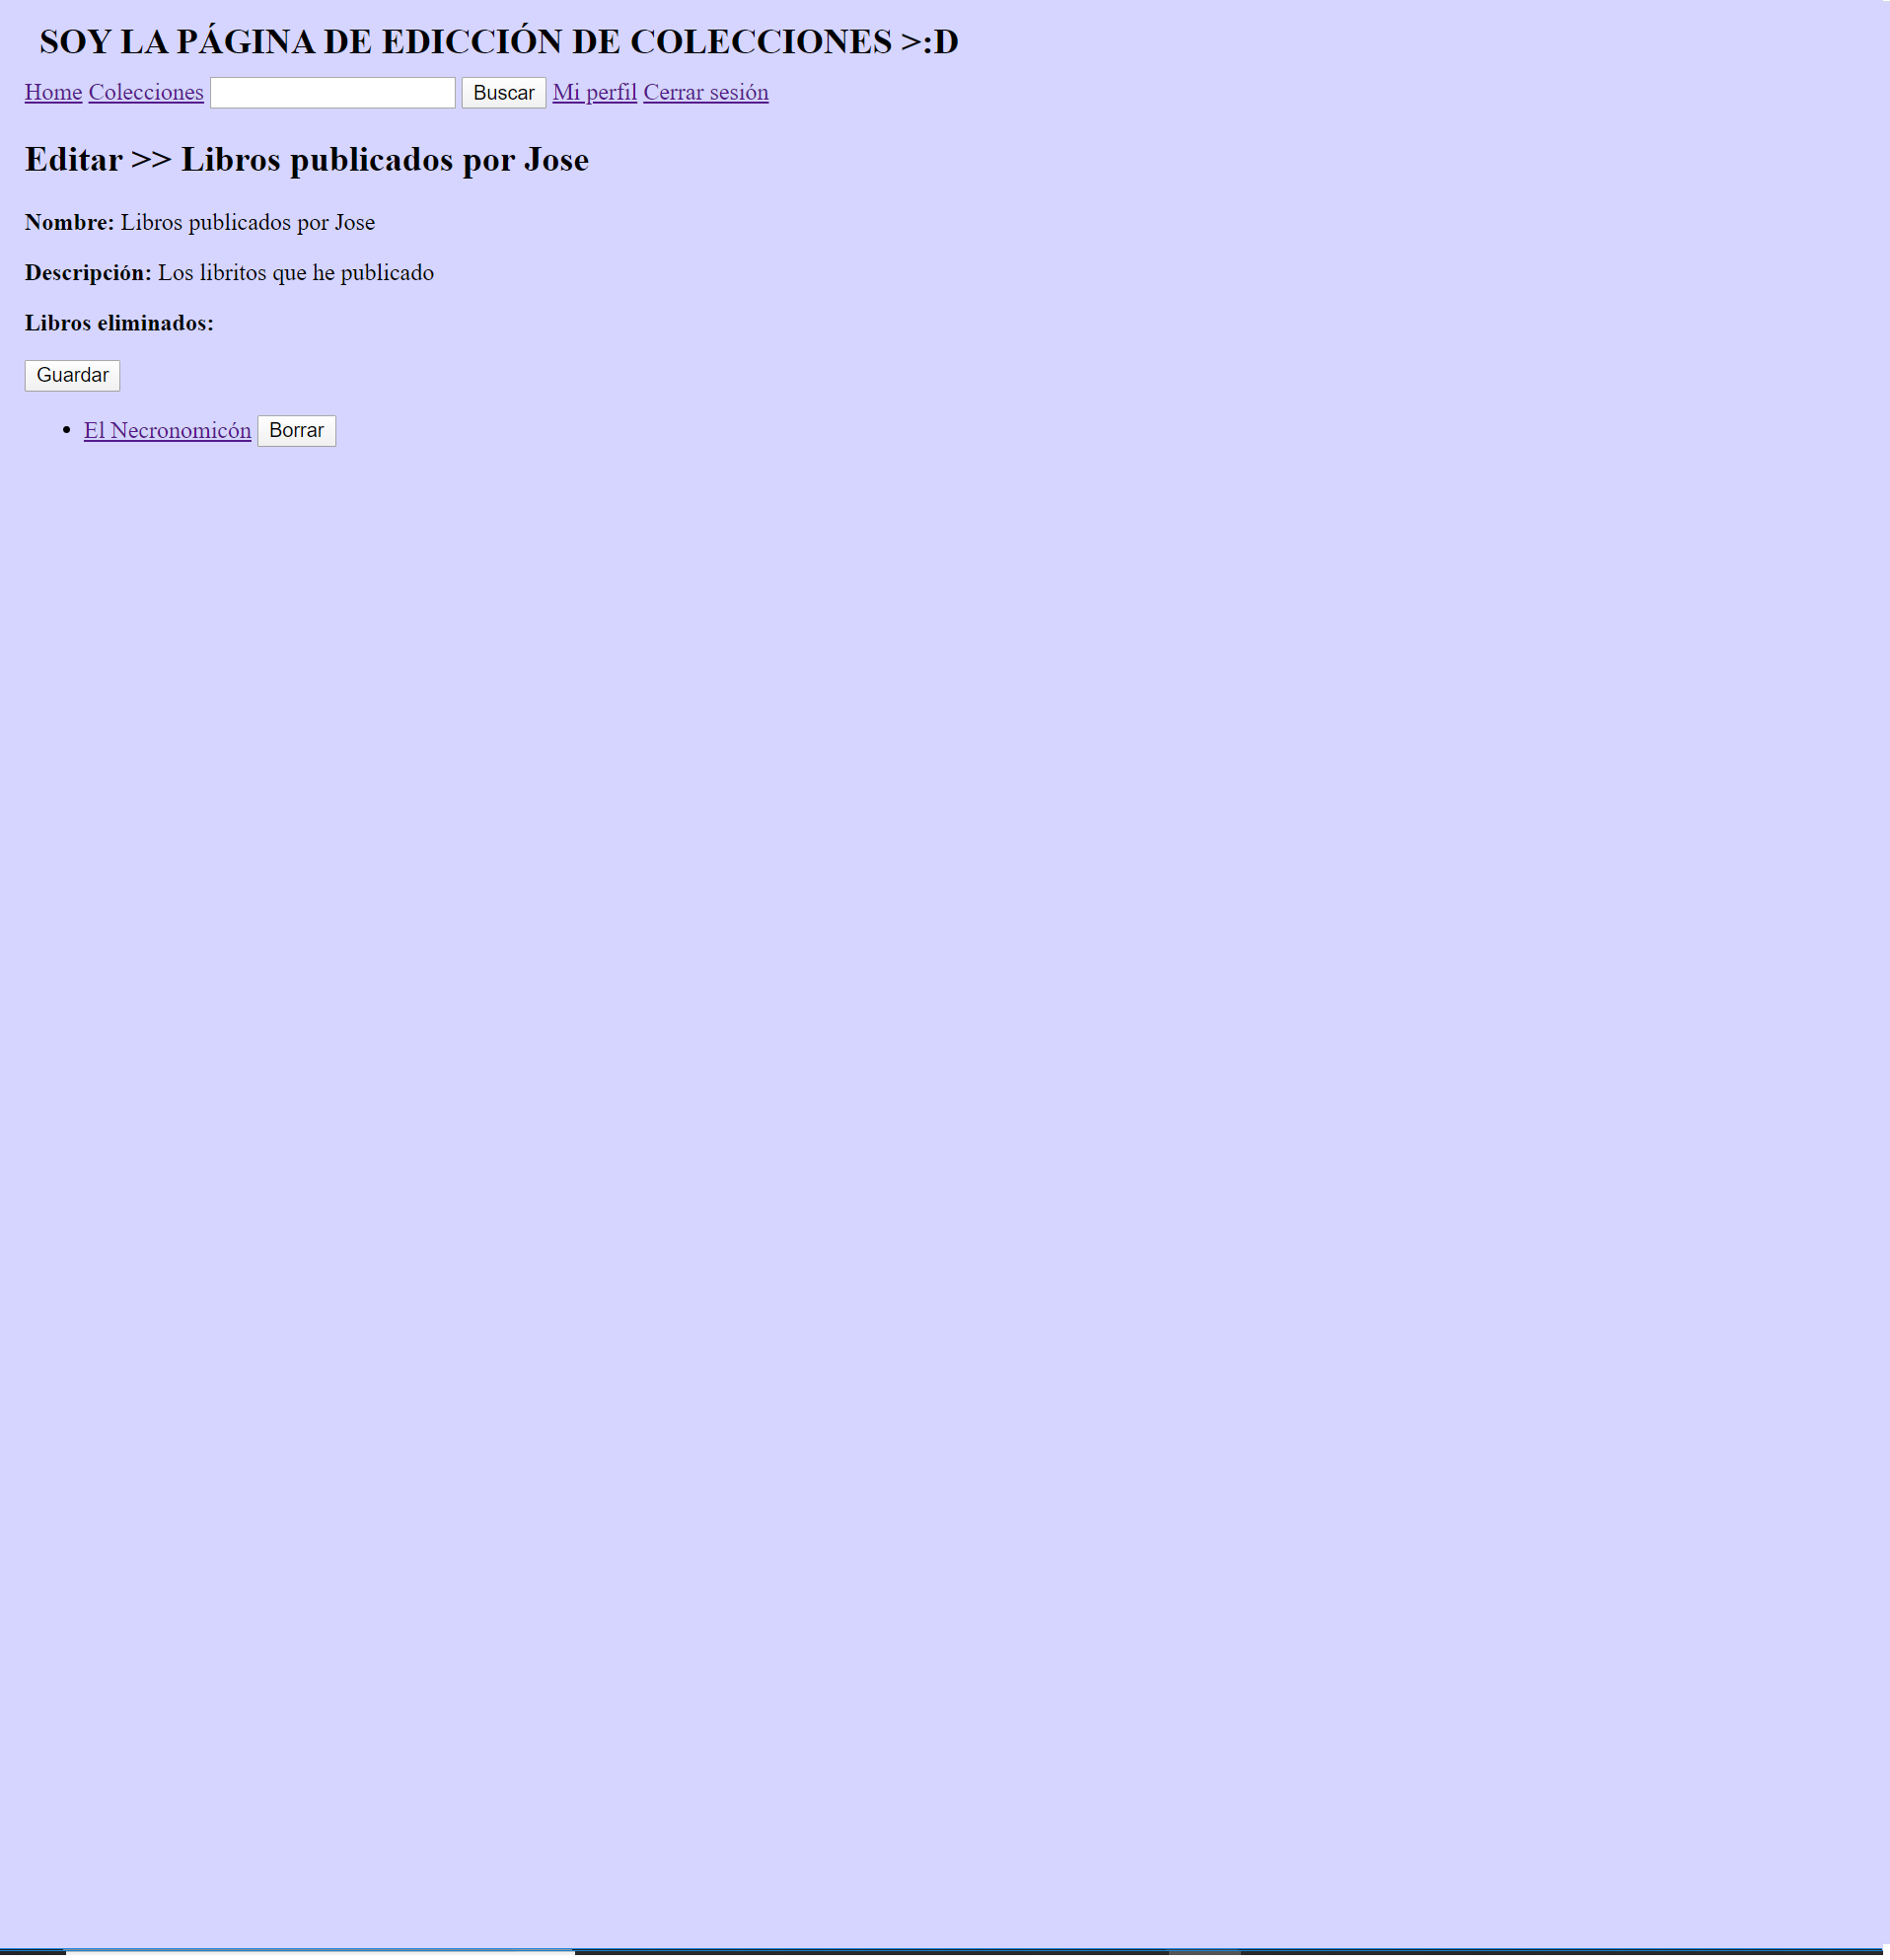 SOY LA PÁGINA DE EDICCIÓN DE COLECCIONES >:D
Home Colecciones Buscar Mi perfil Cerrar sesión
Editar >> Libros publicados por Jose
Nombre: Libros publicados por Jose
Descripción: Los libritos que he publicado
Libros eliminados:
Guardar
• El Necronomicón Borrar